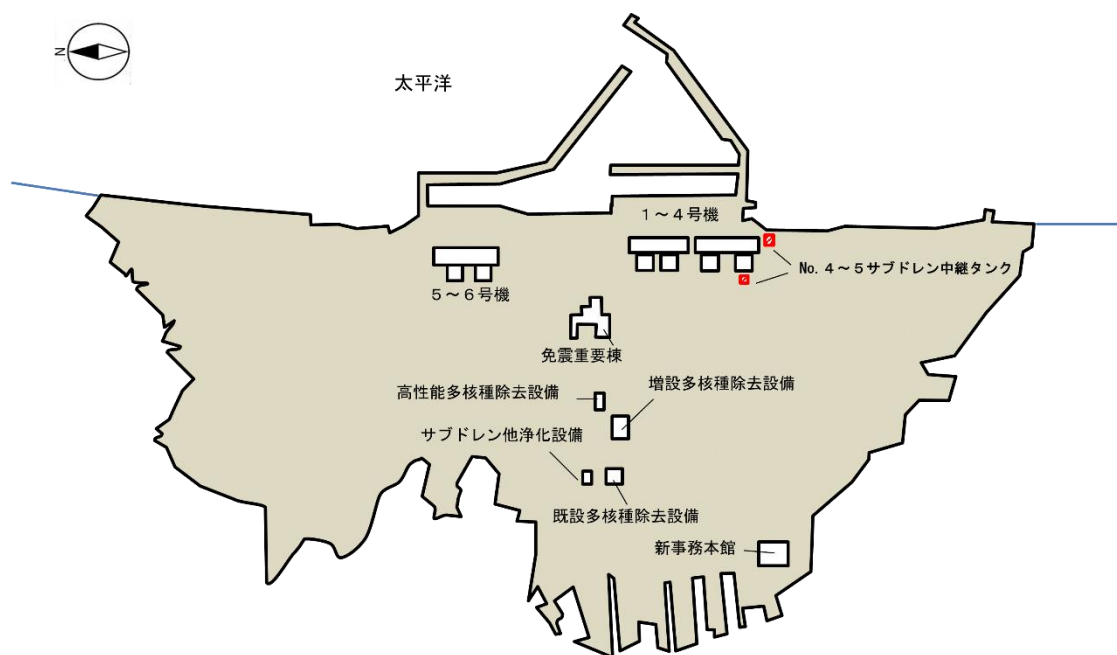 N
太平洋
1～4号機
No.4～5サブドレン中継タンク
5～6号機
免震重要棟
高性能多核種除去設備
増設多核種除去設備
サブドレン他浄化設備
既設多核種除去設備
新事務本館